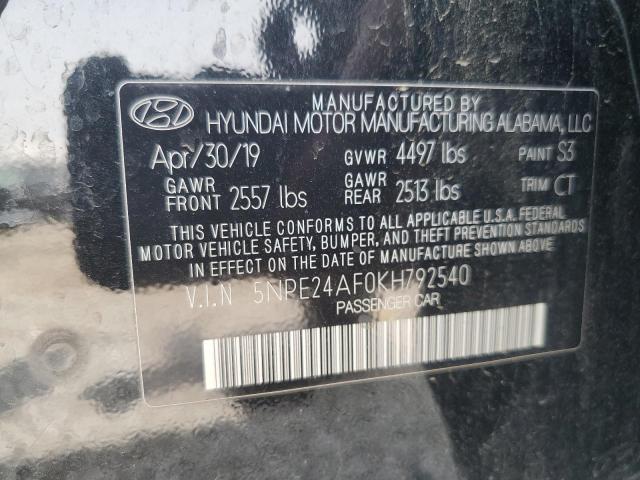 MANUFACTURED BY
HYUNDAI MOTOR MANUFACTURING ALABAMA, LLC
Apr/30/19 GVWR 4497 lbs PAINT S3
GAWR FRONT 2557 lbs GAWR REAR 2513 lbs TRIM CT
THIS VEHICLE CONFORMS TO ALL APPLICABLE U.S.A. FEDERAL
MOTOR VEHICLE SAFETY, BUMPER, AND THEFT PREVENTION STANDARDS
IN EFFECT ON THE DATE OF MANUFACTURE SHOWN ABOVE.
V.I.N 5NPE24AF0KH792540
PASSENGER CAR